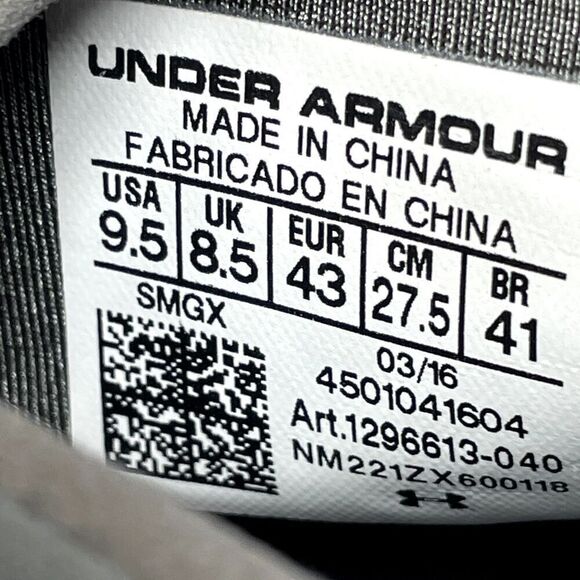 UNDER ARMOUR
MADE IN CHINA
FABRICADO EN CHINA
USA UK EUR CM BR
9.5 8.5 43 27.5 41
SMGX
03/16
4501041604
Art.1296613-040
NM221ZX600118